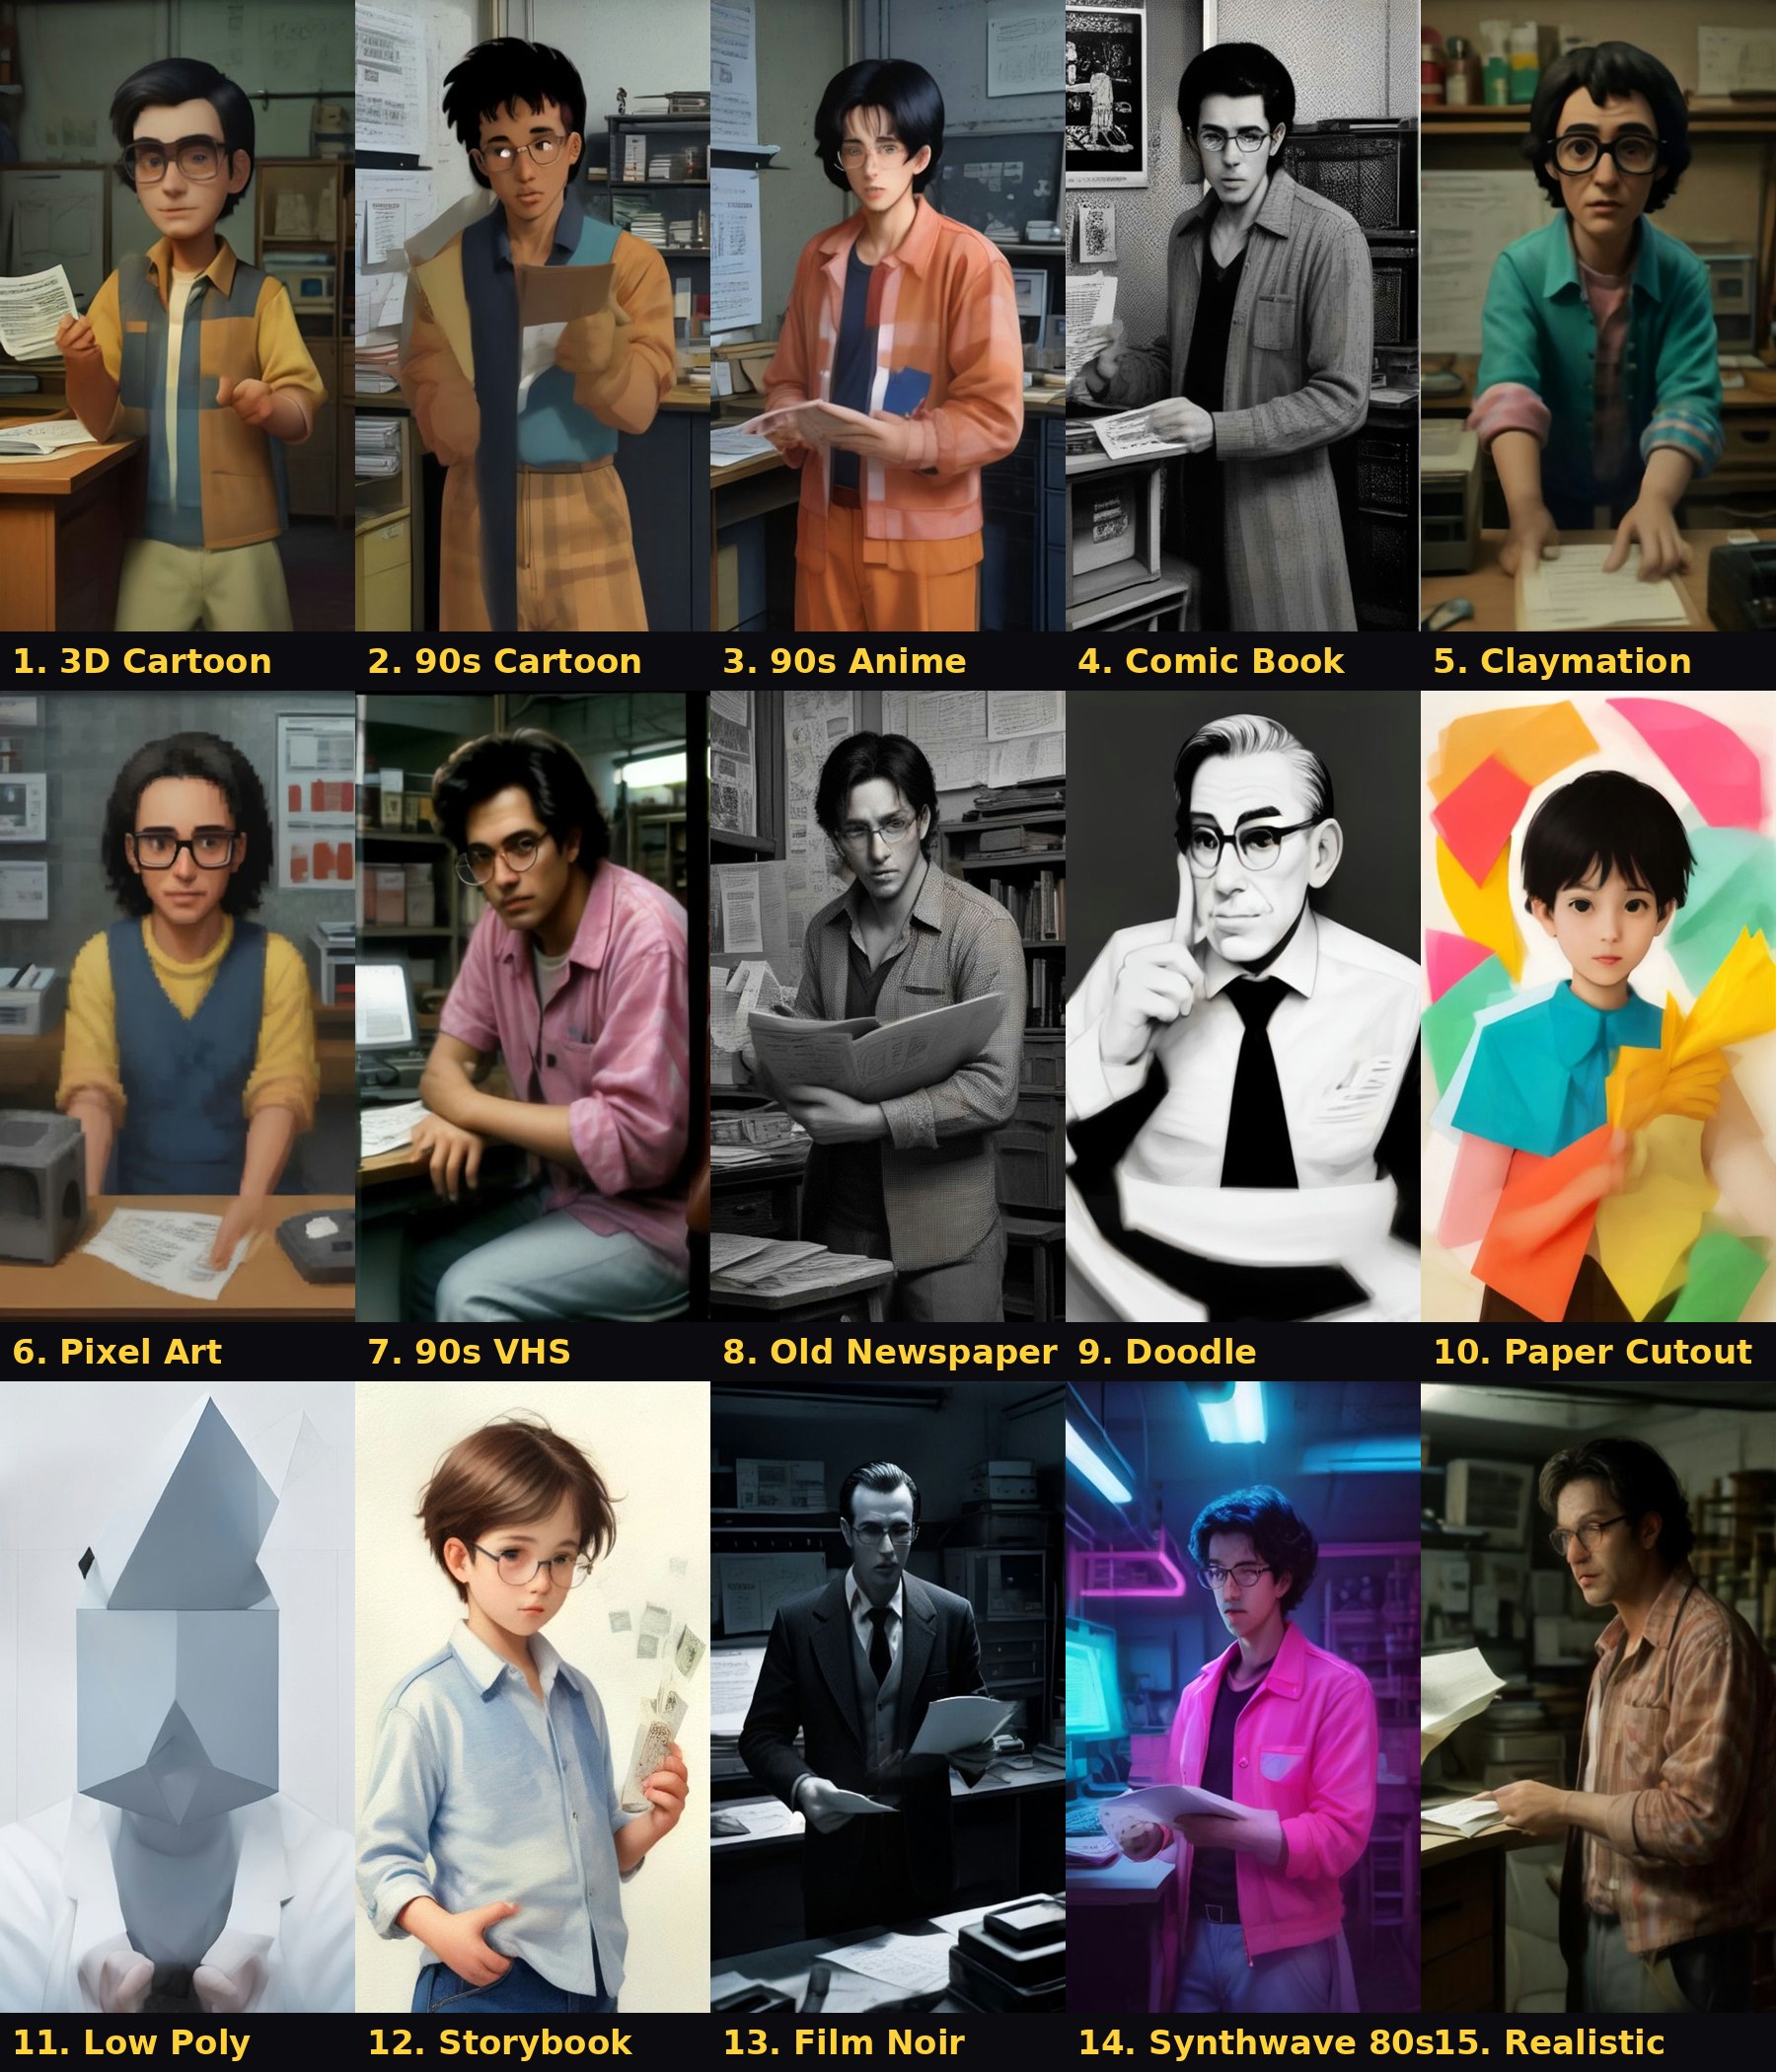 1. 3D Cartoon
2. 90s Cartoon
3. 90s Anime
4. Comic Book
5. Claymation
6. Pixel Art
7. 90s VHS
8. Old Newspaper
9. Doodle
10. Paper Cutout
11. Low Poly
12. Storybook
13. Film Noir
14. Synthwave 80s
15. Realistic